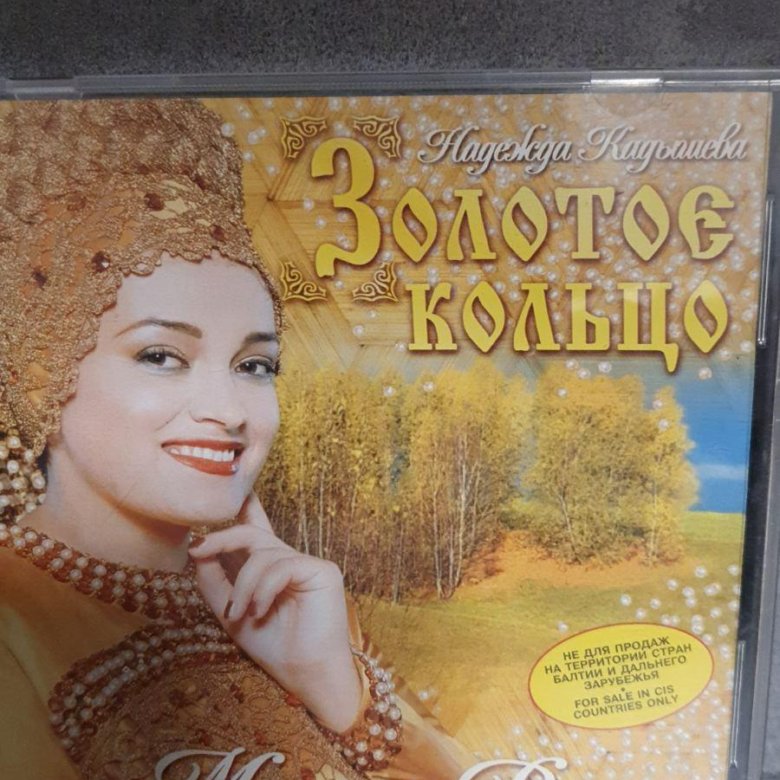 Надежда Кадышева
Золотое
кольцо
НЕ ДЛЯ ПРОДАЖ
НА ТЕРРИТОРИИ СТРАН
БАЛТИИ И ДАЛЬНЕГО
ЗАРУБЕЖЬЯ
FOR SALE IN CIS
COUNTRIES ONLY